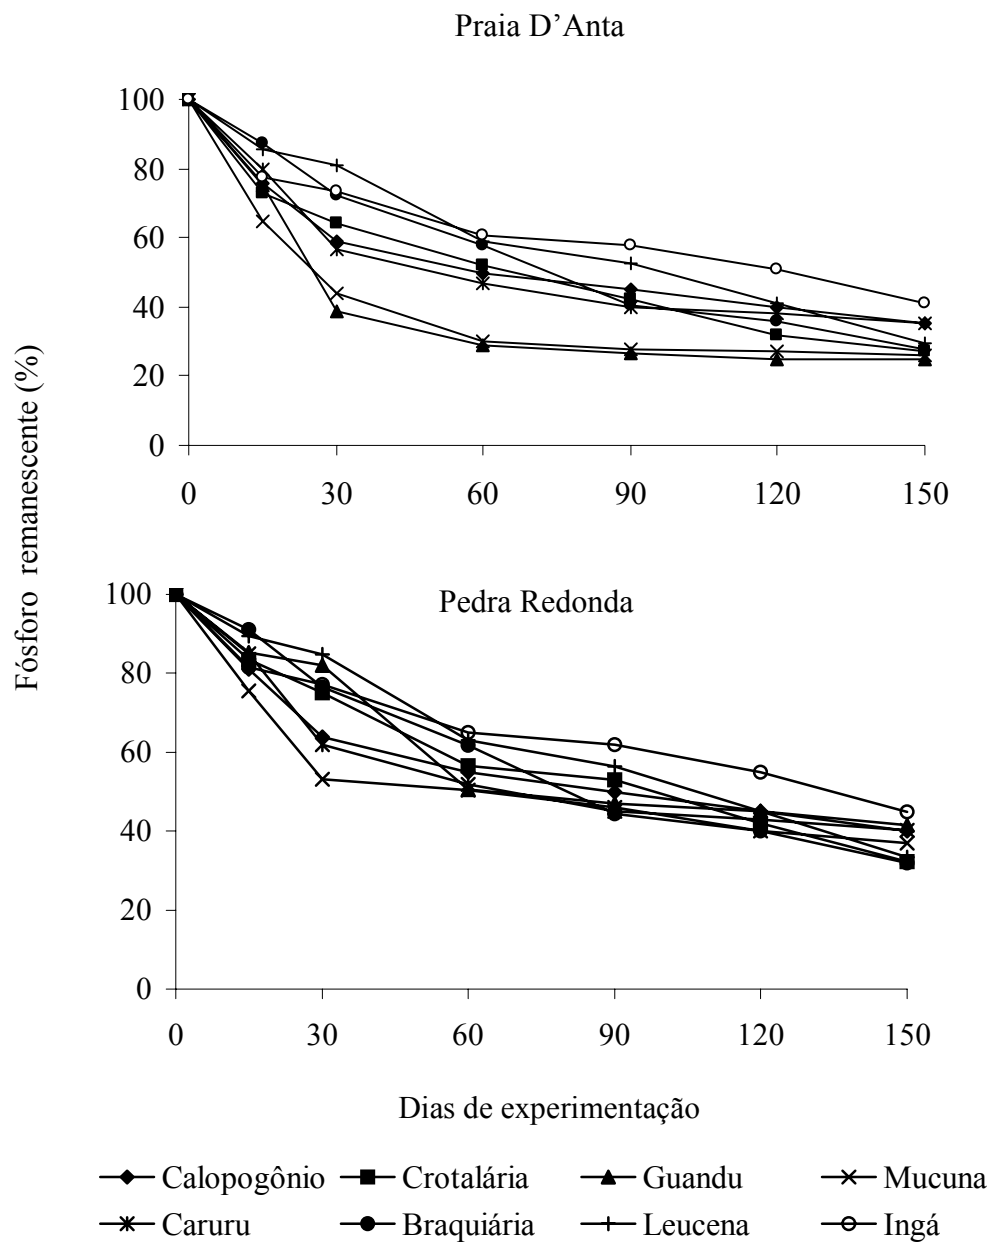 Praia D’Anta
100
80
60
40
20
0
0 30 60 90 120 150
Fósforo remanescente (%)
Pedra Redonda
100
80
60
40
20
0
0 30 60 90 120 150
Dias de experimentação
Calopogônio Crotalária Guandu Mucuna
Caruru Braquiária Leucena Ingá